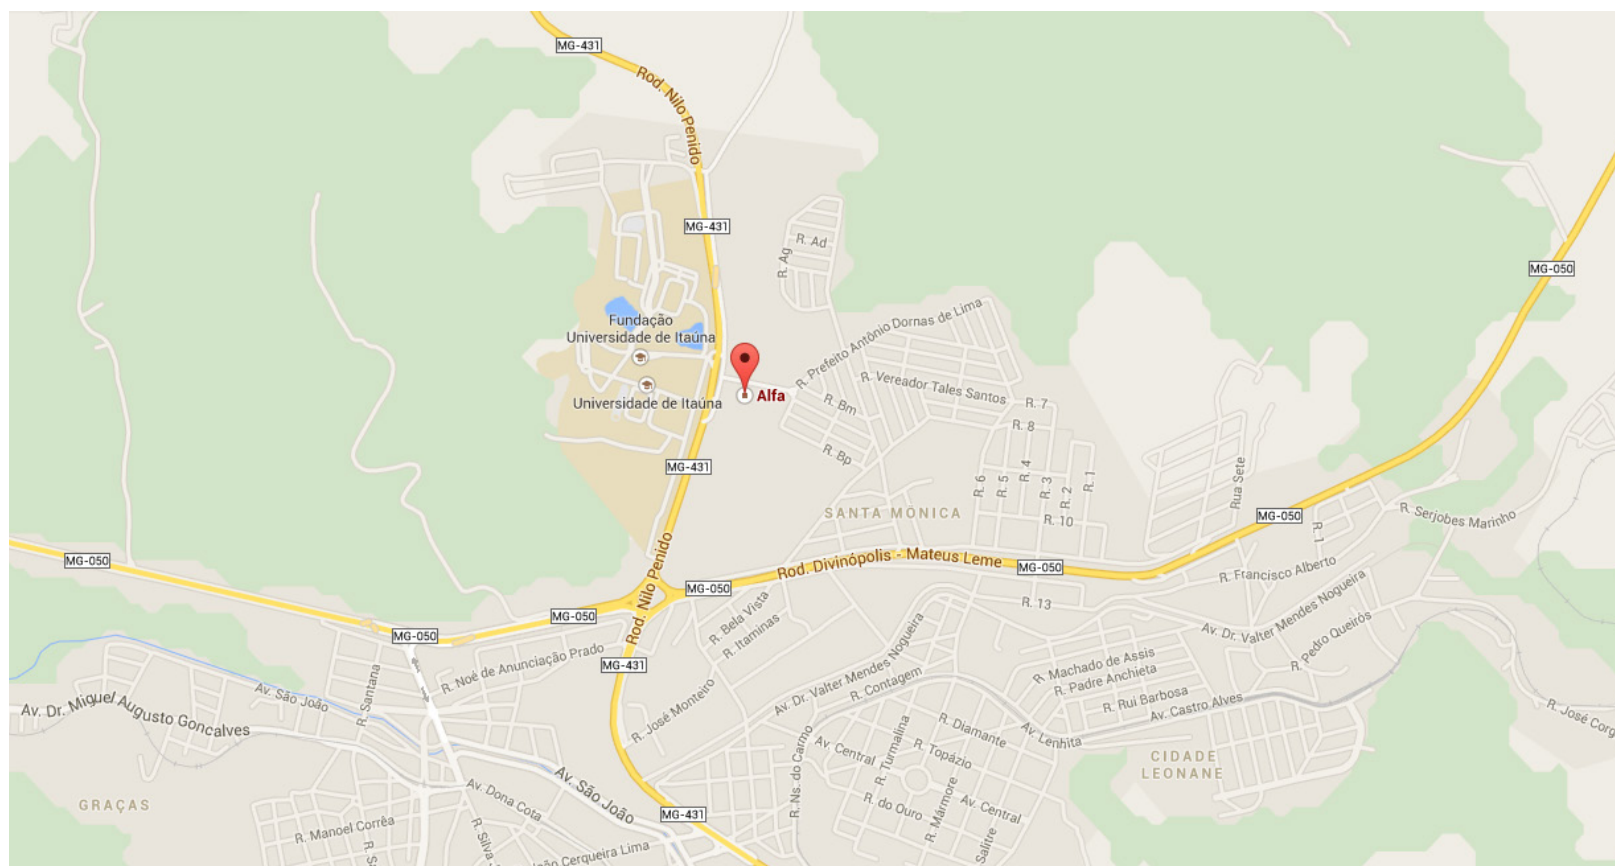 MG-431
Rod. Nilo Penido
MG-431
R. Ad
R. Ag
MG-050
Fundação
Universidade de Itaúna
R. Prefeito Antônio Dornas de Lima
Alfa
Universidade de Itaúna
R. Vereador Tales Santos
R. Bm
R. 7
R. 8
R. Bp
MG-431
R. 6
R. 5
R. 4
R. 3
R. 2
R. 1
Rua Sete
R. 10
SANTA MÔNICA
MG-050
R. 1
R. Serjobes Marinho
MG-050
Rod. Nilo Penido
Rod. Divinópolis - Mateus Leme
MG-050
MG-050
R. Francisco Alberto
MG-050
R. 13
MG-050
R. Bela Vista
R. Itaminas
Av. Dr. Valter Mendes Nogueira
R. Pedro Queirós
R. Noé de Anunciação Prado
MG-431
Av. Dr. Valter Mendes Nogueira
R. Contagem
R. Machado de Assis
R. Padre Anchieta
R. Rui Barbosa
Av. Castro Alves
R. Santana
Av. São João
Av. Dr. Miguel Augusto Goncalves
R. José Monteiro
R. Diamante
Av. Lenhita
R. José Corg
R. Ns. do Carmo
Av. Central
R. Turmalina
R. Topázio
CIDADE
LEONANE
GRAÇAS
Av. Dona Cota
Av. São João
R. do Ouro
R. Mármore
Av. Central
MG-431
R. Manoel Corrêa
R. Silva
Cerqueira Lima
Salitre